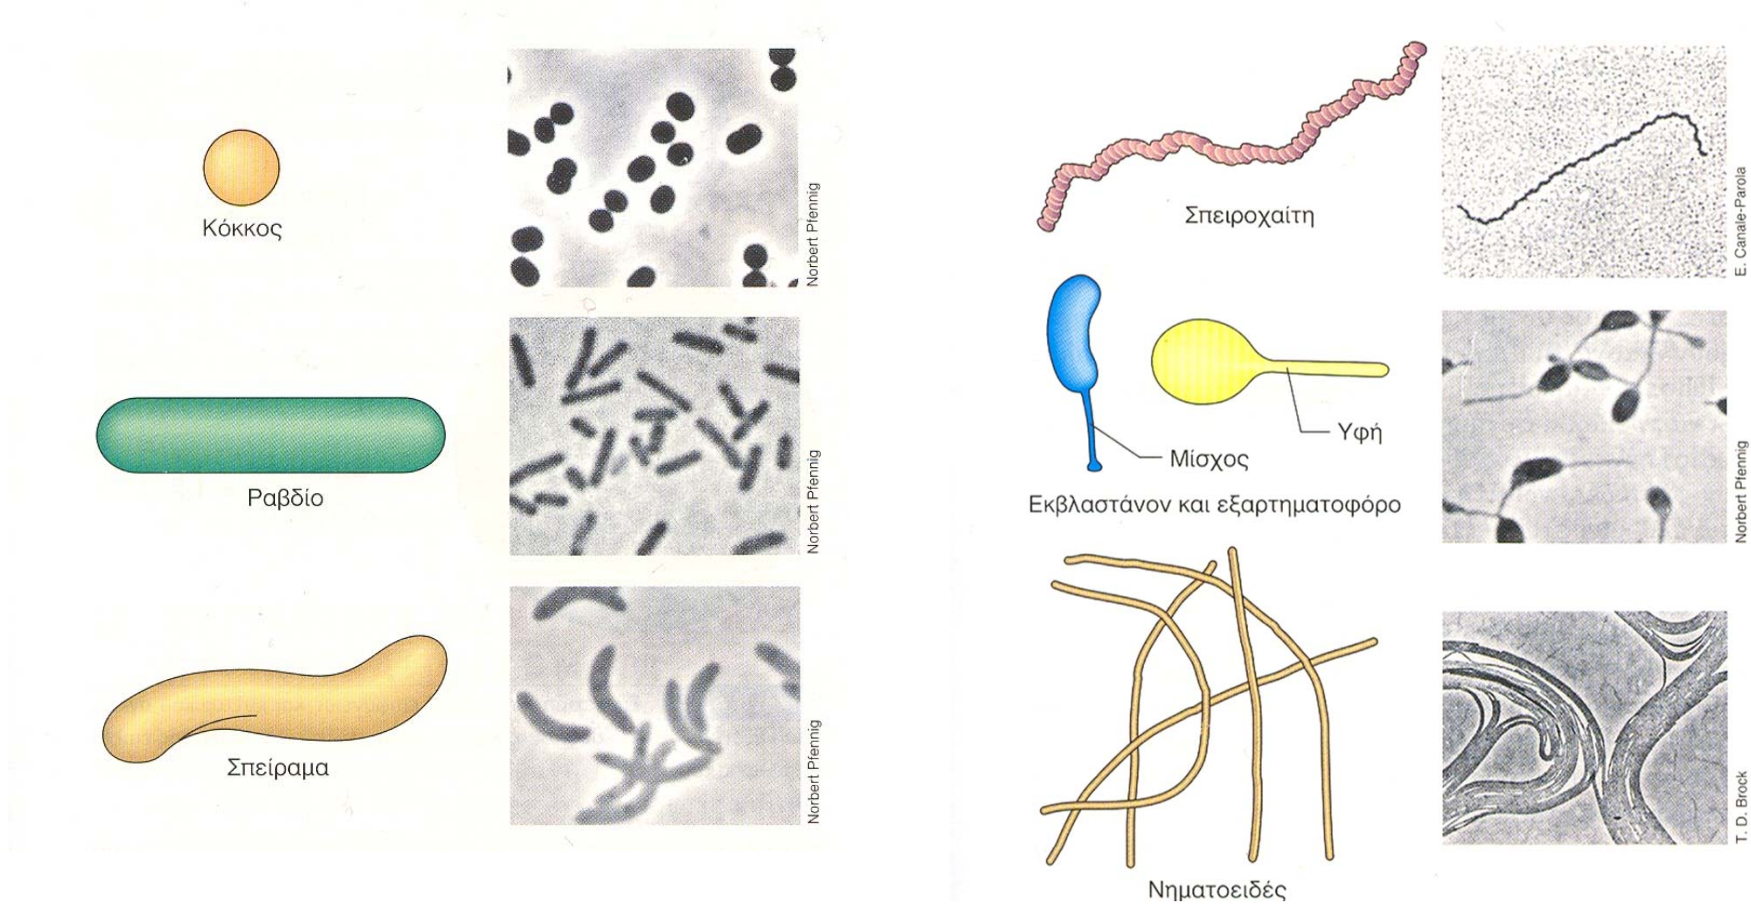 Κόκκος
Norbert Pfennig
Ραβδίο
Norbert Pfennig
Σπείραμα
Norbert Pfennig
Σπειροχαίτη
E. Canale-Parola
Υφή
Μίσχος
Εκβλαστάνον και εξαρτηματοφόρο
Norbert Pfennig
Νηματοειδές
T. D. Brock